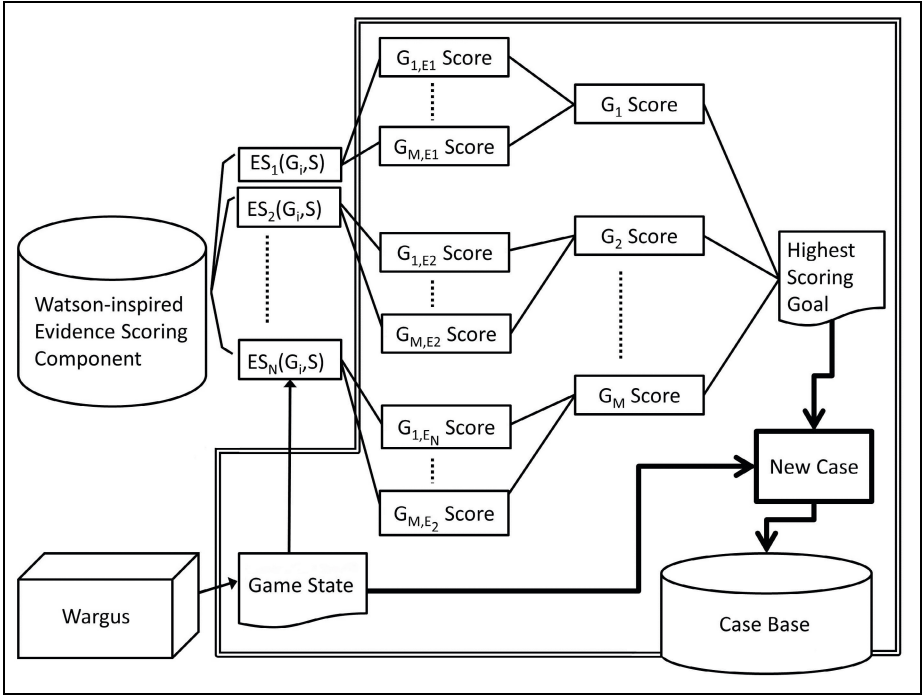 G1,E1 Score
G1 Score
GM,E1 Score
ES1(Gi,S)
ES2(Gi,S)
G1,E2 Score
G2 Score
Highest
Scoring
Goal
Watson-inspired
Evidence Scoring
Component
GM,E2 Score
ESN(Gi,S)
GM Score
G1,EN Score
New Case
GM,E2 Score
Game State
Wargus
Case Base